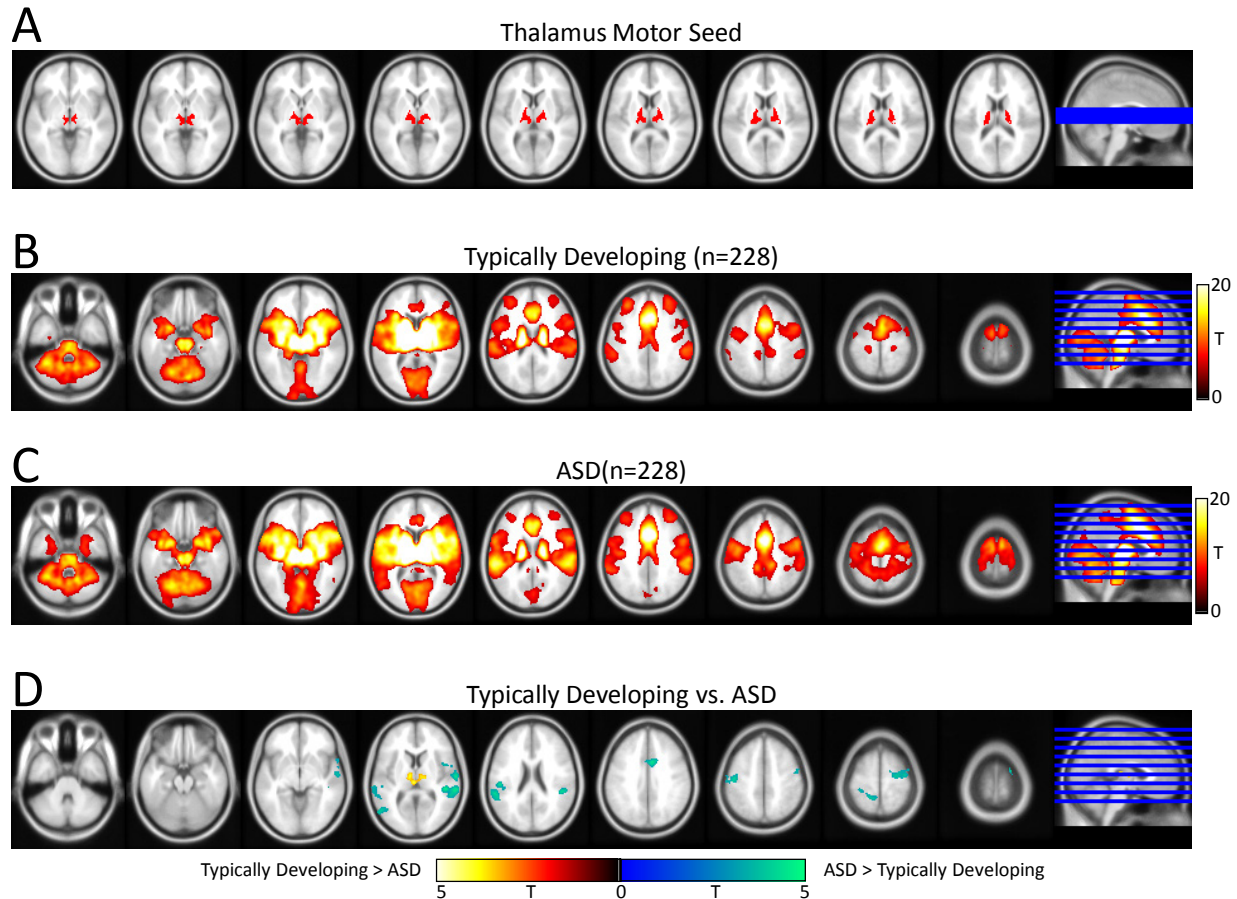 A
Thalamus Motor Seed
B
Typically Developing (n=228)
20
T
0
C
ASD(n=228)
20
T
0
D
Typically Developing vs. ASD
Typically Developing > ASD
ASD > Typically Developing
5 T 0 T 5